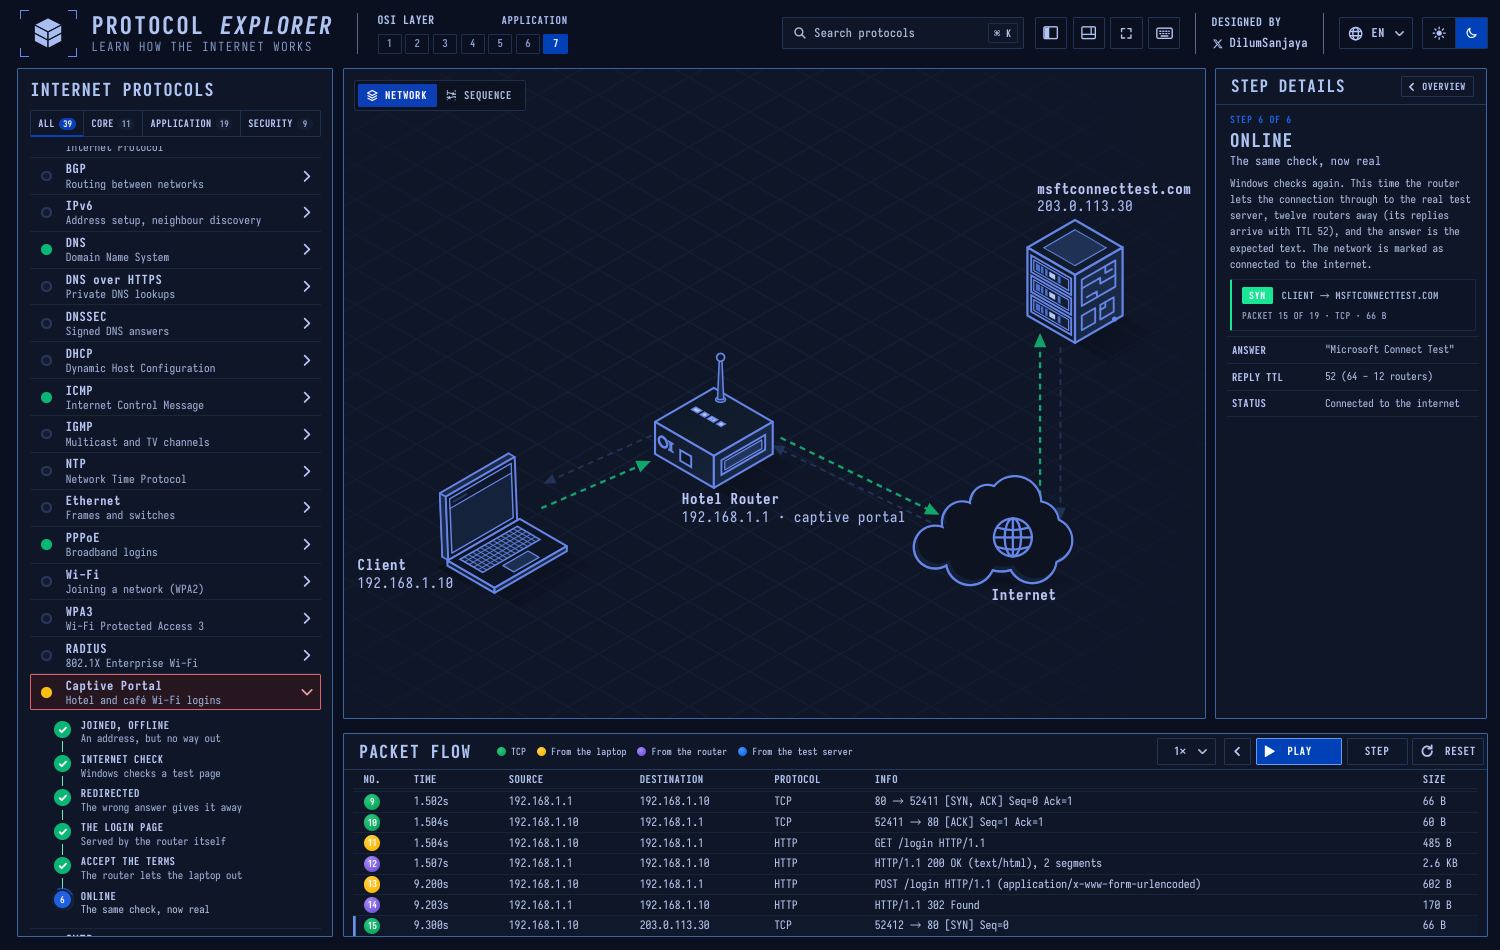 PROTOCOL EXPLORER
LEARN HOW THE INTERNET WORKS
OSI LAYER APPLICATION
1 2 3 4 5 6 7
Search protocols ⌘ K
DESIGNED BY
DilumSanjaya
EN
INTERNET PROTOCOLS
ALL 39 CORE 11 APPLICATION 19 SECURITY 9
Internet Protocol
BGP
Routing between networks
IPv6
Address setup, neighbour discovery
DNS
Domain Name System
DNS over HTTPS
Private DNS lookups
DNSSEC
Signed DNS answers
DHCP
Dynamic Host Configuration
ICMP
Internet Control Message
IGMP
Multicast and TV channels
NTP
Network Time Protocol
Ethernet
Frames and switches
PPPoE
Broadband logins
Wi-Fi
Joining a network (WPA2)
WPA3
Wi-Fi Protected Access 3
RADIUS
802.1X Enterprise Wi-Fi
Captive Portal
Hotel and café Wi-Fi logins
JOINED, OFFLINE
An address, but no way out
INTERNET CHECK
Windows checks a test page
REDIRECTED
The wrong answer gives it away
THE LOGIN PAGE
Served by the router itself
ACCEPT THE TERMS
The router lets the laptop out
6 ONLINE
The same check, now real
NETWORK SEQUENCE
msftconnecttest.com
203.0.113.30
Hotel Router
192.168.1.1 · captive portal
Client
192.168.1.10
Internet
STEP DETAILS
OVERVIEW
STEP 6 OF 6
ONLINE
The same check, now real
Windows checks again. This time the router
lets the connection through to the real test
server, twelve routers away (its replies
arrive with TTL 52), and the answer is the
expected text. The network is marked as
connected to the internet.
SYN CLIENT → MSFTCONNECTTEST.COM
PACKET 15 OF 19 · TCP · 66 B
ANSWER "Microsoft Connect Test"
REPLY TTL 52 (64 − 12 routers)
STATUS Connected to the internet
PACKET FLOW TCP From the laptop From the router From the test server
1× PLAY STEP RESET
NO. TIME SOURCE DESTINATION PROTOCOL INFO SIZE
9 1.502s 192.168.1.1 192.168.1.10 TCP 80 → 52411 [SYN, ACK] Seq=0 Ack=1 66 B
10 1.504s 192.168.1.10 192.168.1.1 TCP 52411 → 80 [ACK] Seq=1 Ack=1 60 B
11 1.504s 192.168.1.10 192.168.1.1 HTTP GET /login HTTP/1.1 485 B
12 1.507s 192.168.1.1 192.168.1.10 HTTP HTTP/1.1 200 OK (text/html), 2 segments 2.6 KB
13 9.200s 192.168.1.10 192.168.1.1 HTTP POST /login HTTP/1.1 (application/x-www-form-urlencoded) 602 B
14 9.203s 192.168.1.1 192.168.1.10 HTTP HTTP/1.1 302 Found 170 B
15 9.300s 192.168.1.10 203.0.113.30 TCP 52412 → 80 [SYN] Seq=0 66 B